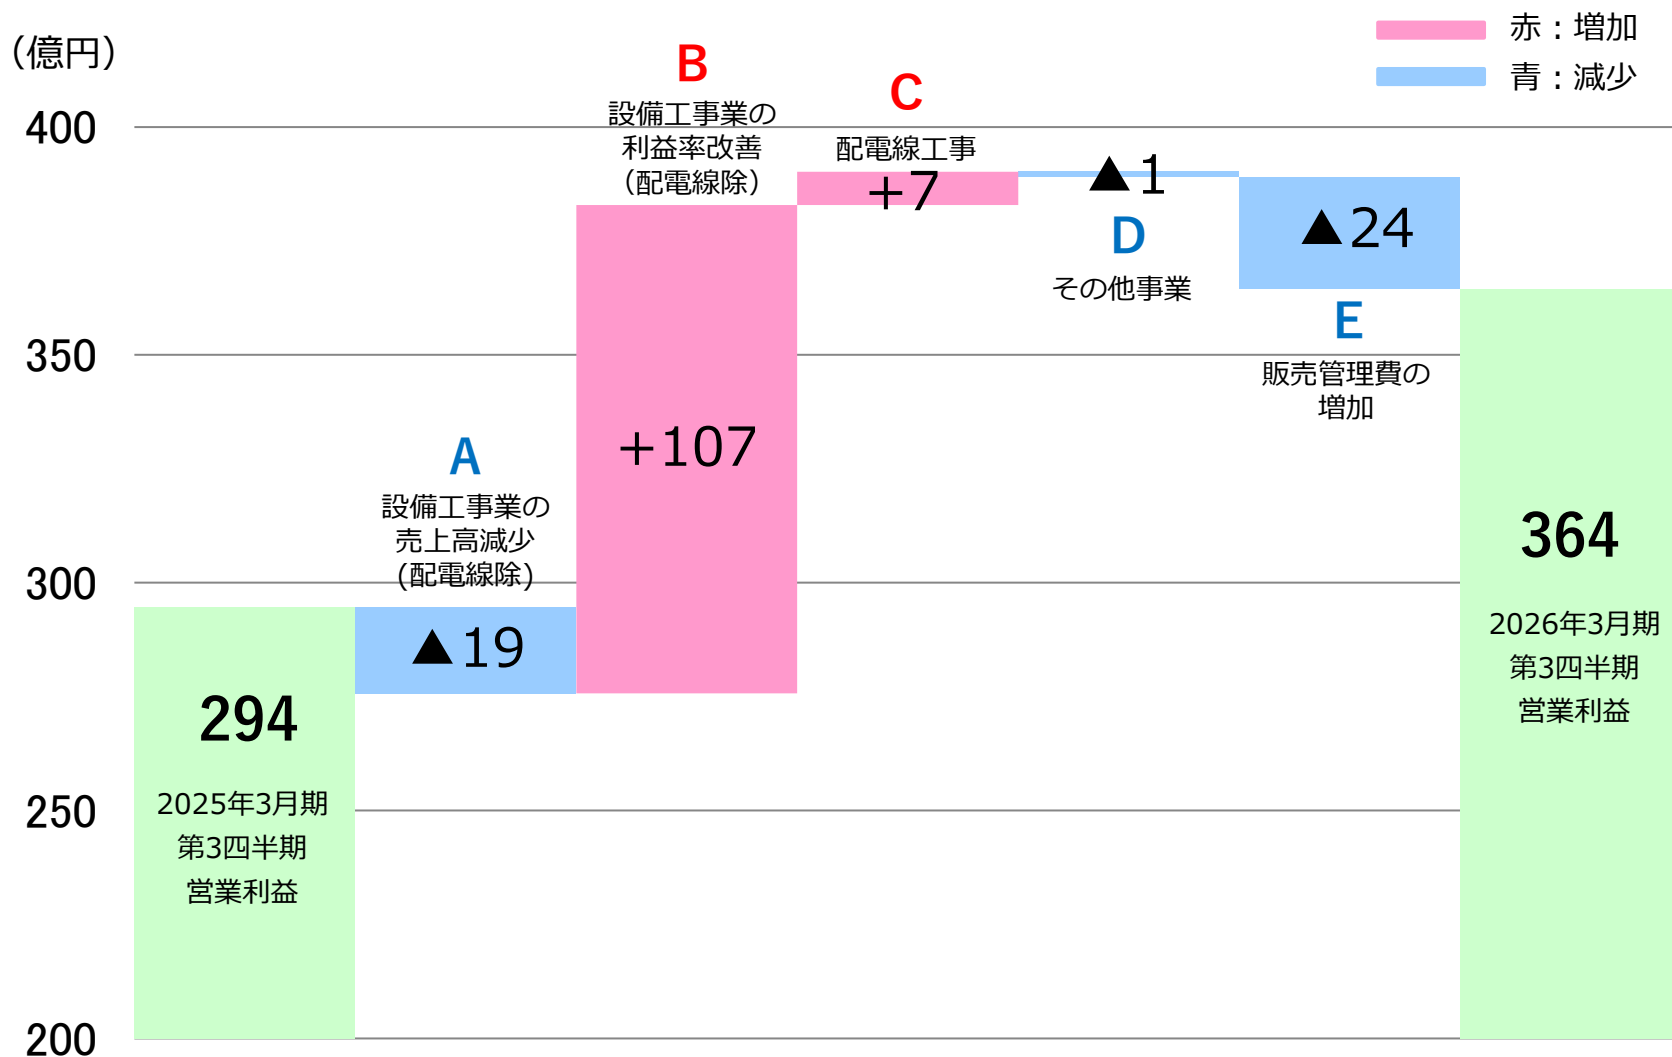 （億円）
赤：増加
青：減少
400
350
300
250
200
294
2025年3月期
第3四半期
営業利益
A
設備工事業の
売上高減少
(配電線除)
▲19
B
設備工事業の
利益率改善
（配電線除）
+107
C
配電線工事
+7
▲1
D
その他事業
▲24
E
販売管理費の
増加
364
2026年3月期
第3四半期
営業利益